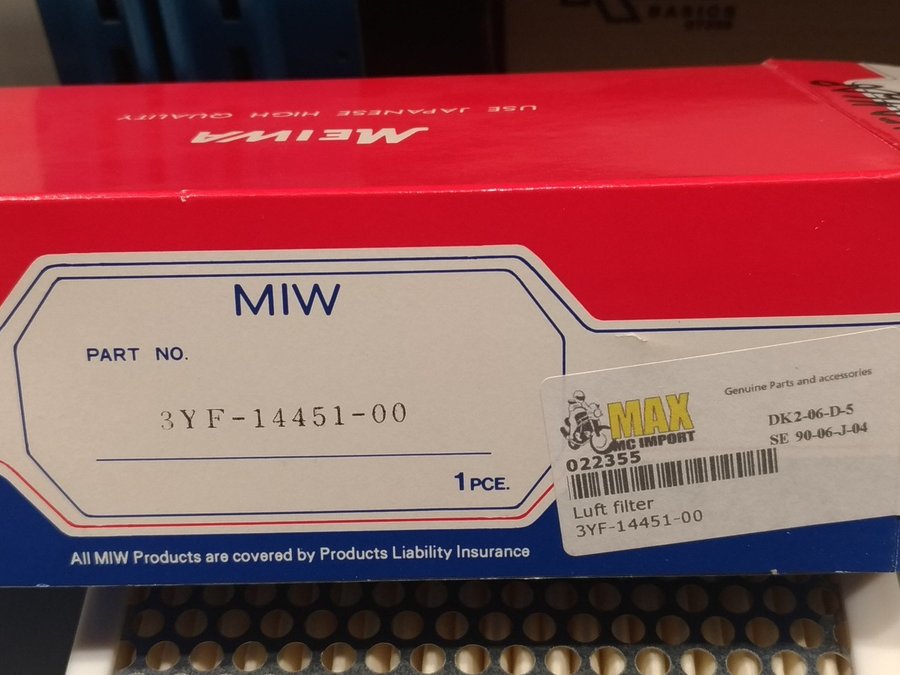 BASICS
USE JAPANESE HIGH QUALITY
MEIWA
MIW
PART NO.
3YF-14451-00
1 PCE.
All MIW Products are covered by Products Liability Insurance
Genuine Parts and accessories
MAX
MC IMPORT
DK2-06-D-5
SE 90-06-J-04
022355
Luft filter
3YF-14451-00